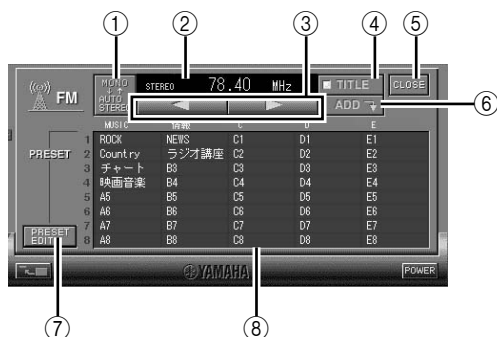 ① ② ③ ④ ⑤
FM
MONO
AUTO
STEREO
STEREO 78.40 MHz
TITLE
CLOSE
ADD
⑥
MUSIC 情報 C D E
PRESET
1 ROCK NEWS C1 D1 E1
2 Country ラジオ講座 C2 D2 E2
3 チャート B3 C3 D3 E3
4 映画音楽 B4 C4 D4 E4
5 A5 B5 C5 D5 E5
6 A6 B6 C6 D6 E6
7 A7 B7 C7 D7 E7
8 A8 B8 C8 D8 E8
PRESET
EDIT
YAMAHA
POWER
⑦ ⑧